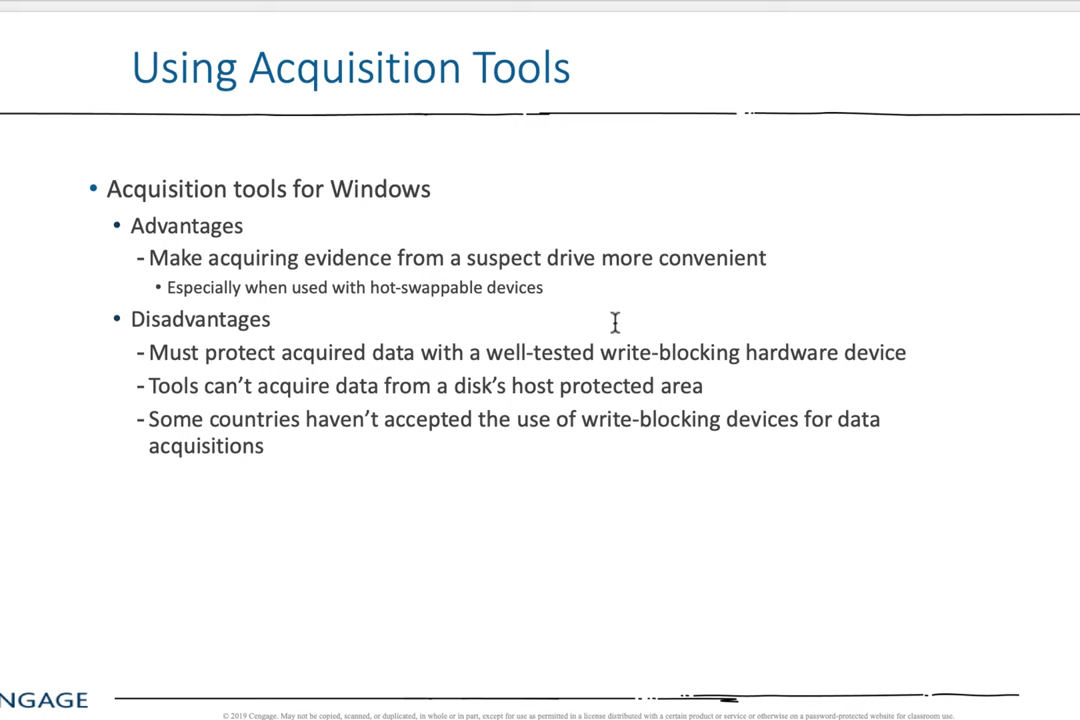 Using Acquisition Tools
• Acquisition tools for Windows
• Advantages
- Make acquiring evidence from a suspect drive more convenient
• Especially when used with hot-swappable devices
• Disadvantages
- Must protect acquired data with a well-tested write-blocking hardware device
- Tools can’t acquire data from a disk’s host protected area
- Some countries haven’t accepted the use of write-blocking devices for data
acquisitions
NGAGE
© 2019 Cengage. May not be copied, scanned, or duplicated, in whole or in part, except for use as permitted in a license distributed with a certain product or service or otherwise on a password-protected website for classroom use.